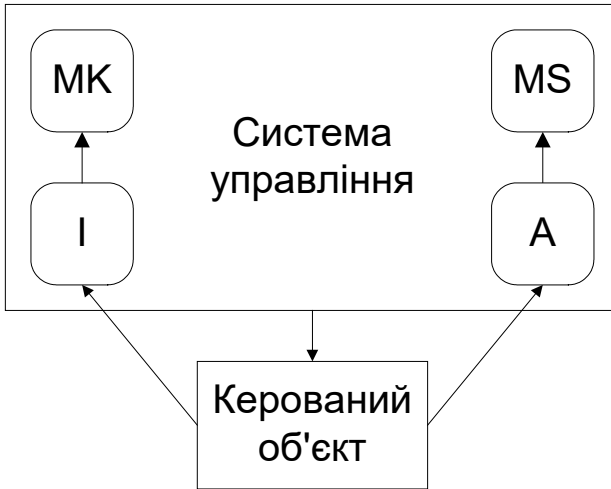 MK
MS
Система
управління
I
A
Керований
об'єкт